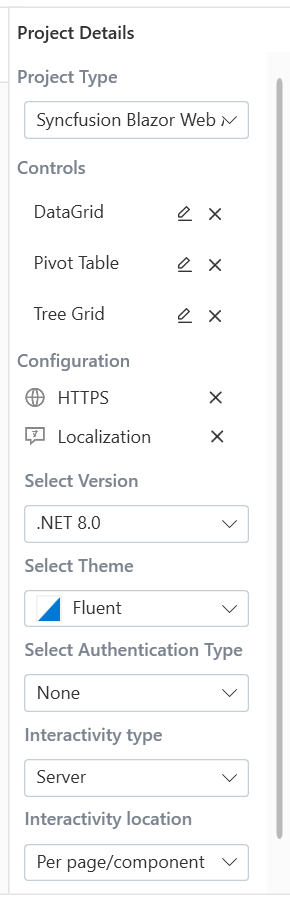 Project Details
Project Type
Syncfusion Blazor Web
Controls
DataGrid
Pivot Table
Tree Grid
Configuration
HTTPS
Localization
Select Version
.NET 8.0
Select Theme
Fluent
Select Authentication Type
None
Interactivity type
Server
Interactivity location
Per page/component